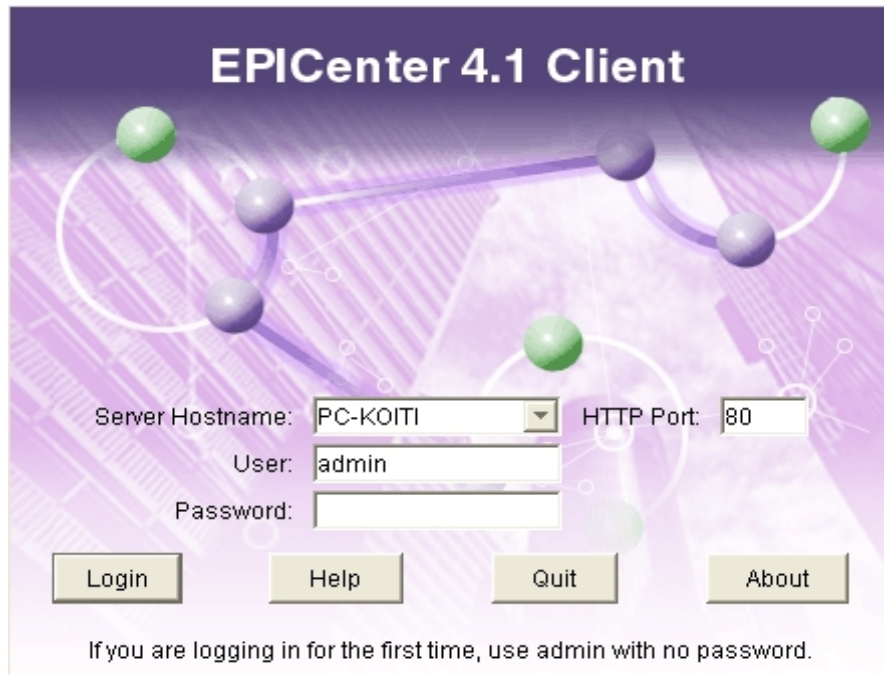 EPICenter 4.1 Client
Server Hostname: PC-KOITI HTTP Port: 80
User: admin
Password:
Login Help Quit About
If you are logging in for the first time, use admin with no password.